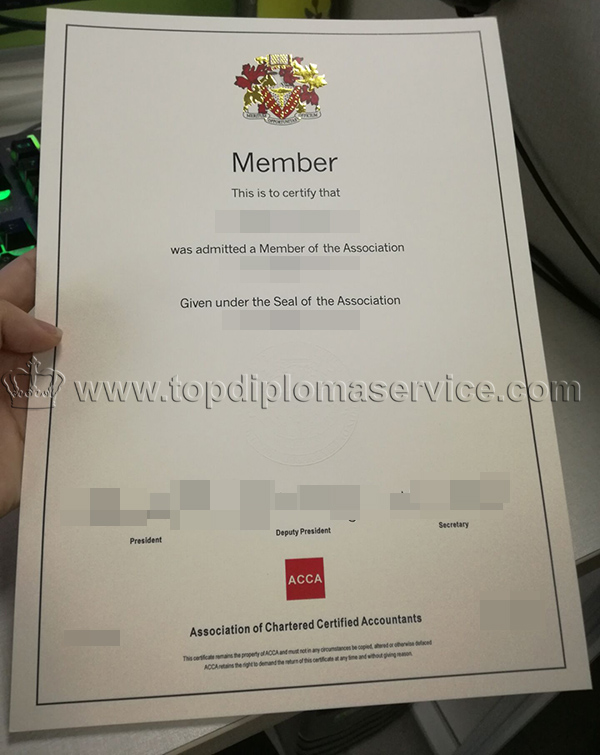 Member
This is to certify that
was admitted a Member of the Association
Given under the Seal of the Association
www.topdiplomaservice.com
President
Deputy President
Secretary
ACCA
Association of Chartered Certified Accountants
This certificate remains the property of ACCA and must not in any circumstances be copied, altered or otherwise defaced
ACCA retains the right to demand the return of this certificate at any time and without giving reason.